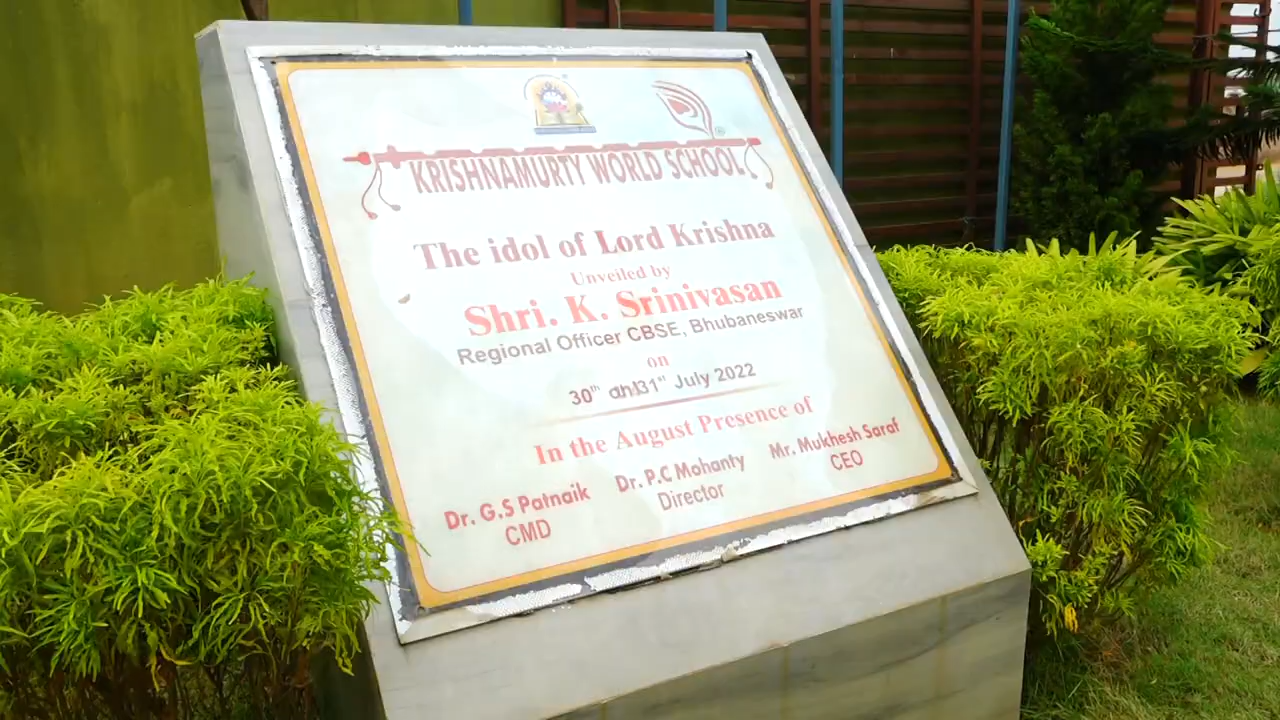 KRISHNAMURTY WORLD SCHOOL
The idol of Lord Krishna
Unveiled by
Shri. K. Srinivasan
Regional Officer CBSE, Bhubaneswar
on
30th and 31st July 2022
In the August Presence of
Dr. G.S Patnaik Dr. P.C Mohanty Mr. Mukhesh Saraf
CMD Director CEO